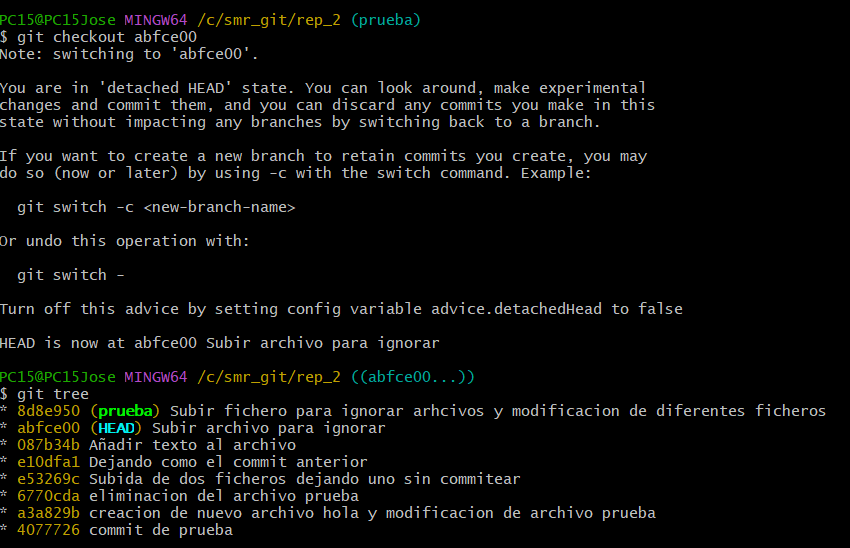 PC15@PC15Jose MINGW64 /c/smr_git/rep_2 (prueba)
$ git checkout abfce00
Note: switching to 'abfce00'.
You are in 'detached HEAD' state. You can look around, make experimental
changes and commit them, and you can discard any commits you make in this
state without impacting any branches by switching back to a branch.
If you want to create a new branch to retain commits you create, you may
do so (now or later) by using -c with the switch command. Example:
git switch -c <new-branch-name>
Or undo this operation with:
git switch -
Turn off this advice by setting config variable advice.detachedHead to false
HEAD is now at abfce00 Subir archivo para ignorar
PC15@PC15Jose MINGW64 /c/smr_git/rep_2 ((abfce00...))
$ git tree
* 8d8e950 (prueba) Subir fichero para ignorar arhcivos y modificacion de diferentes ficheros
* abfce00 (HEAD) Subir archivo para ignorar
* 087b34b Añadir texto al archivo
* e10dfa1 Dejando como el commit anterior
* e53269c Subida de dos ficheros dejando uno sin commitear
* 6770cda eliminacion del archivo prueba
* a3a829b creacion de nuevo archivo hola y modificacion de archivo prueba
* 4077726 commit de prueba